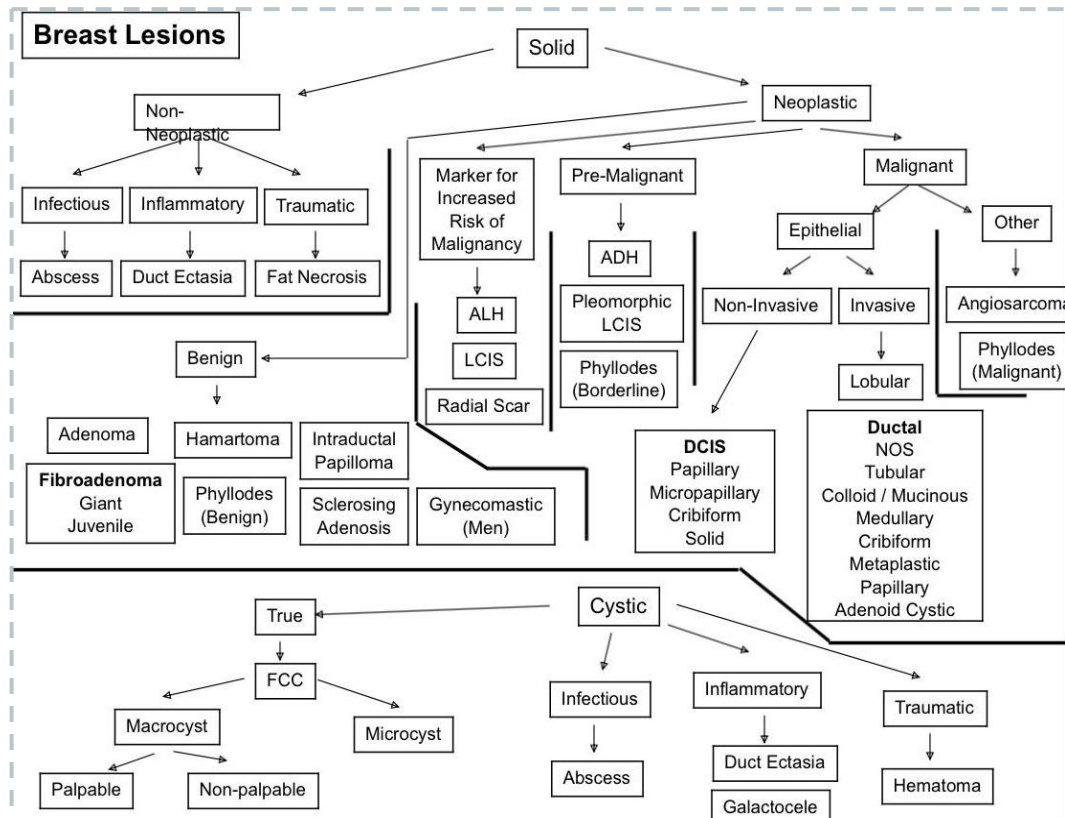 Breast Lesions
Solid
Non-
Neoplastic
Neoplastic
Infectious
Inflammatory
Traumatic
Abscess
Duct Ectasia
Fat Necrosis
Marker for
Increased
Risk of
Malignancy
Pre-Malignant
Malignant
Epithelial
Other
ALH
LCIS
Radial Scar
ADH
Pleomorphic
LCIS
Phyllodes
(Borderline)
Non-Invasive
Invasive
Angiosarcoma
Phyllodes
(Malignant)
Lobular
Benign
Adenoma
Hamartoma
Intraductal
Papilloma
Fibroadenoma
Giant
Juvenile
Phyllodes
(Benign)
Sclerosing
Adenosis
Gynecomastic
(Men)
DCIS
Papillary
Micropapillary
Cribiform
Solid
Ductal
NOS
Tubular
Colloid / Mucinous
Medullary
Cribiform
Metaplastic
Papillary
Adenoid Cystic
Cystic
True
FCC
Macrocyst
Microcyst
Palpable
Non-palpable
Infectious
Abscess
Inflammatory
Duct Ectasia
Galactocele
Traumatic
Hematoma